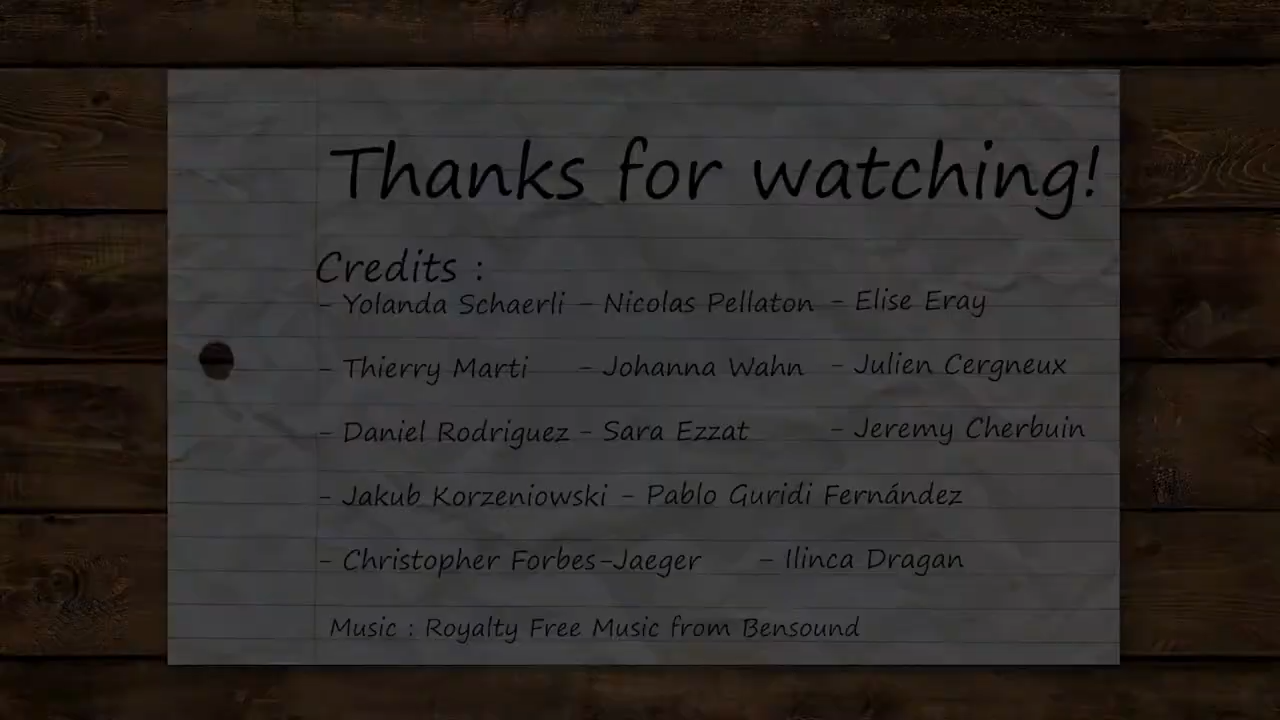 Thanks for watching!
Credits :
- Yolanda Schaerli - Nicolas Pellaton - Elise Eray
- Thierry Marti - Johanna Wahn - Julien Cergneux
- Daniel Rodriguez - Sara Ezzat - Jeremy Cherbuin
- Jakub Korzeniowski - Pablo Guridi Fernández
- Christopher Forbes-Jaeger - Ilinca Dragan
Music : Royalty Free Music from Bensound